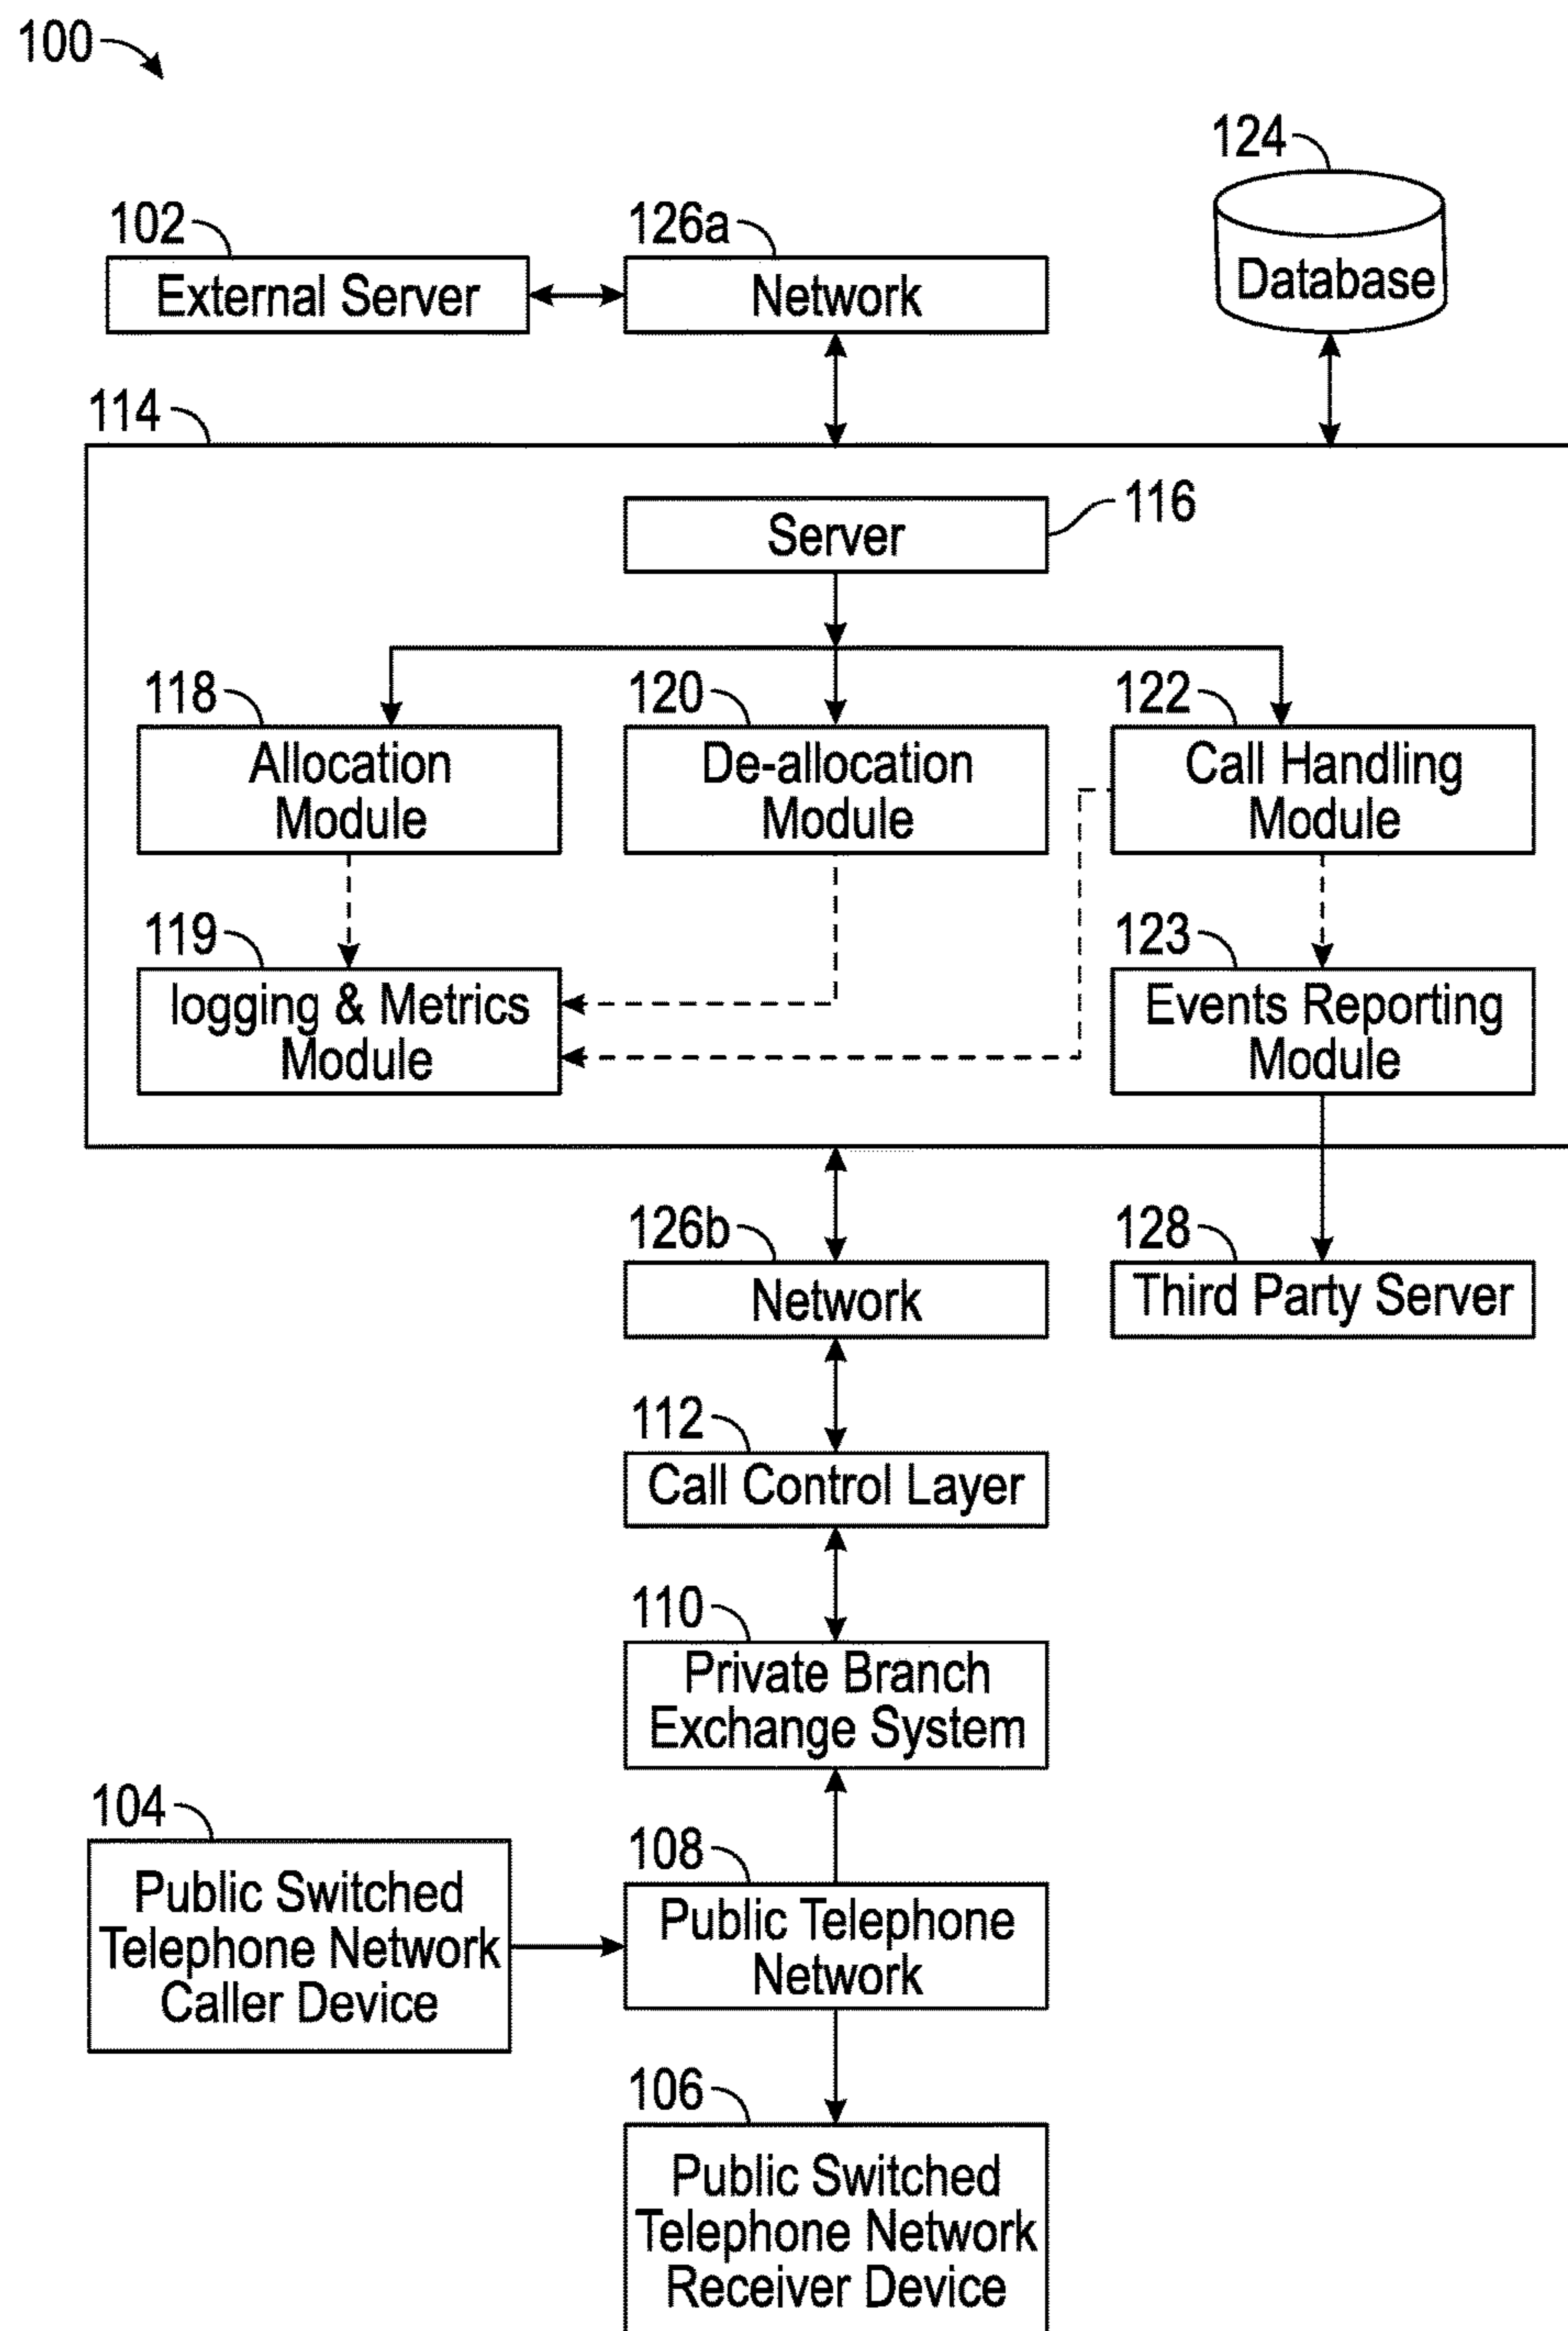 100
124
102
126a
External Server
Network
Database
114
116
Server
118
120
122
Allocation
Module
De-allocation
Module
Call Handling
Module
119
123
logging & Metrics
Module
Events Reporting
Module
126b
128
Network
Third Party Server
112
Call Control Layer
110
Private Branch
Exchange System
104
108
Public Switched
Telephone Network
Caller Device
Public Telephone
Network
106
Public Switched
Telephone Network
Receiver Device